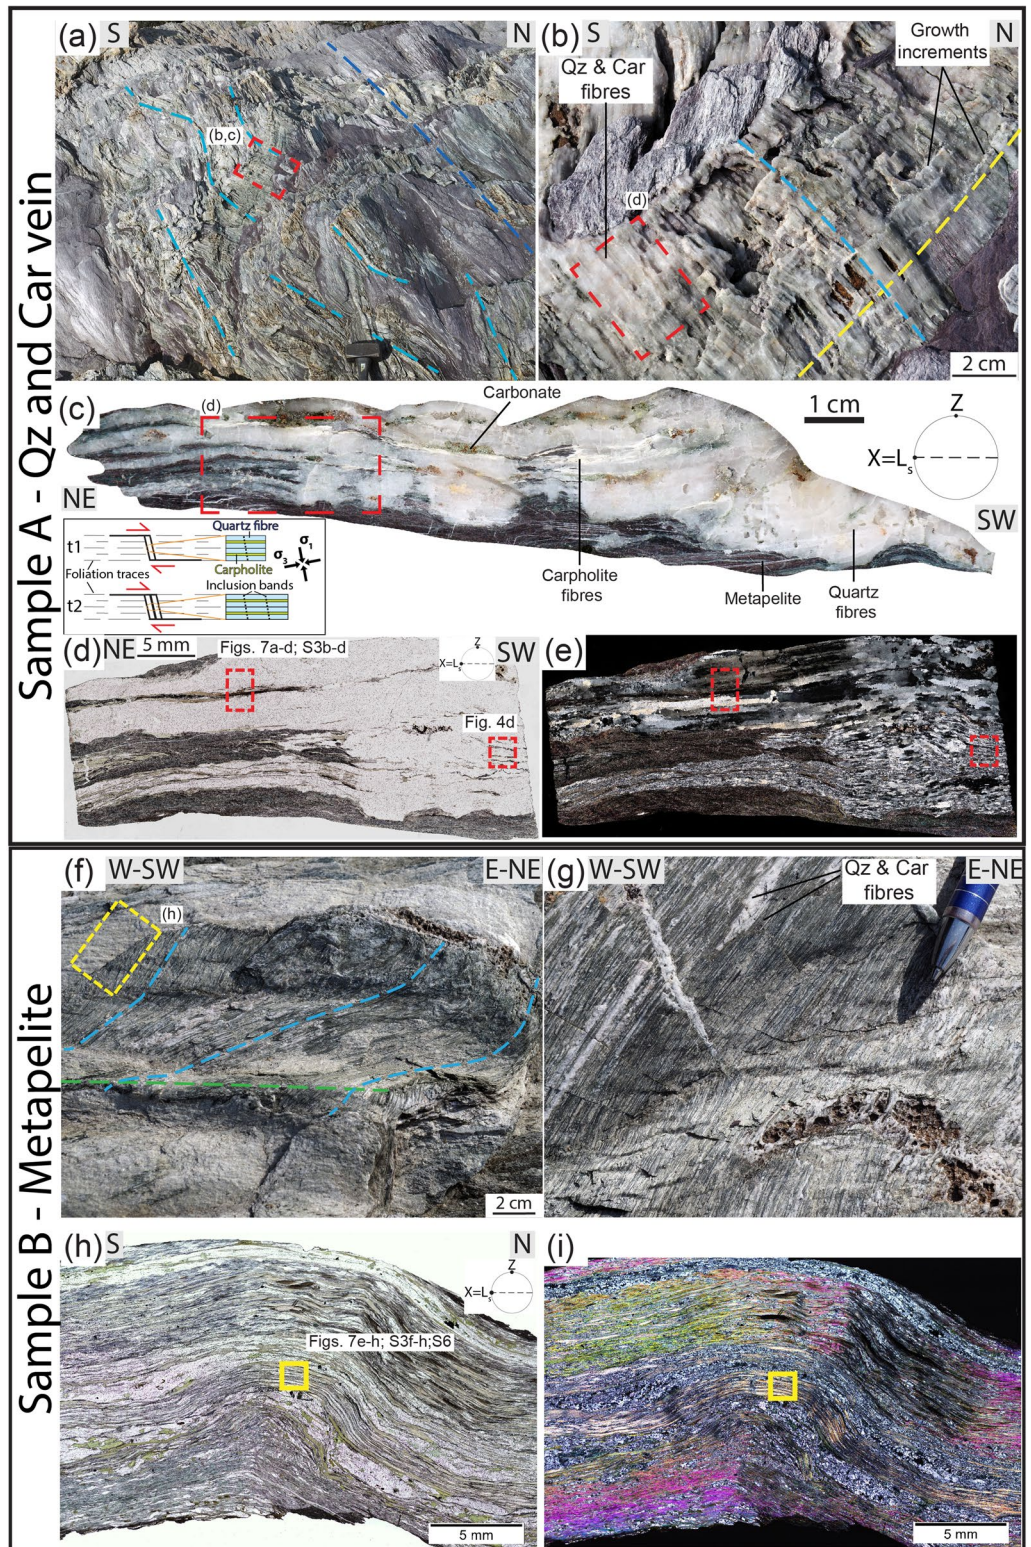 Sample A - Qz and Car vein
(a) S N
(b,c)
(b) S N
Growth
increments
Qz & Car
fibres
(d)
2 cm
(c)
(d)
Carbonate
1 cm
Z
X=Ls
NE
SW
Quartz fibre
t1
σ1
σ3
Carpholite
Foliation traces
Inclusion bands
t2
Carpholite
fibres
Metapelite
Quartz
fibres
(d) NE
5 mm
Figs. 7a-d; S3b-d
Z
X=Ls
SW
Fig. 4d
(e)
Sample B - Metapelite
(f) W-SW E-NE
(h)
2 cm
(g) W-SW E-NE
Qz & Car
fibres
(h) S N
Z
X=Ls
Figs. 7e-h; S3f-h;S6
5 mm
(i)
5 mm